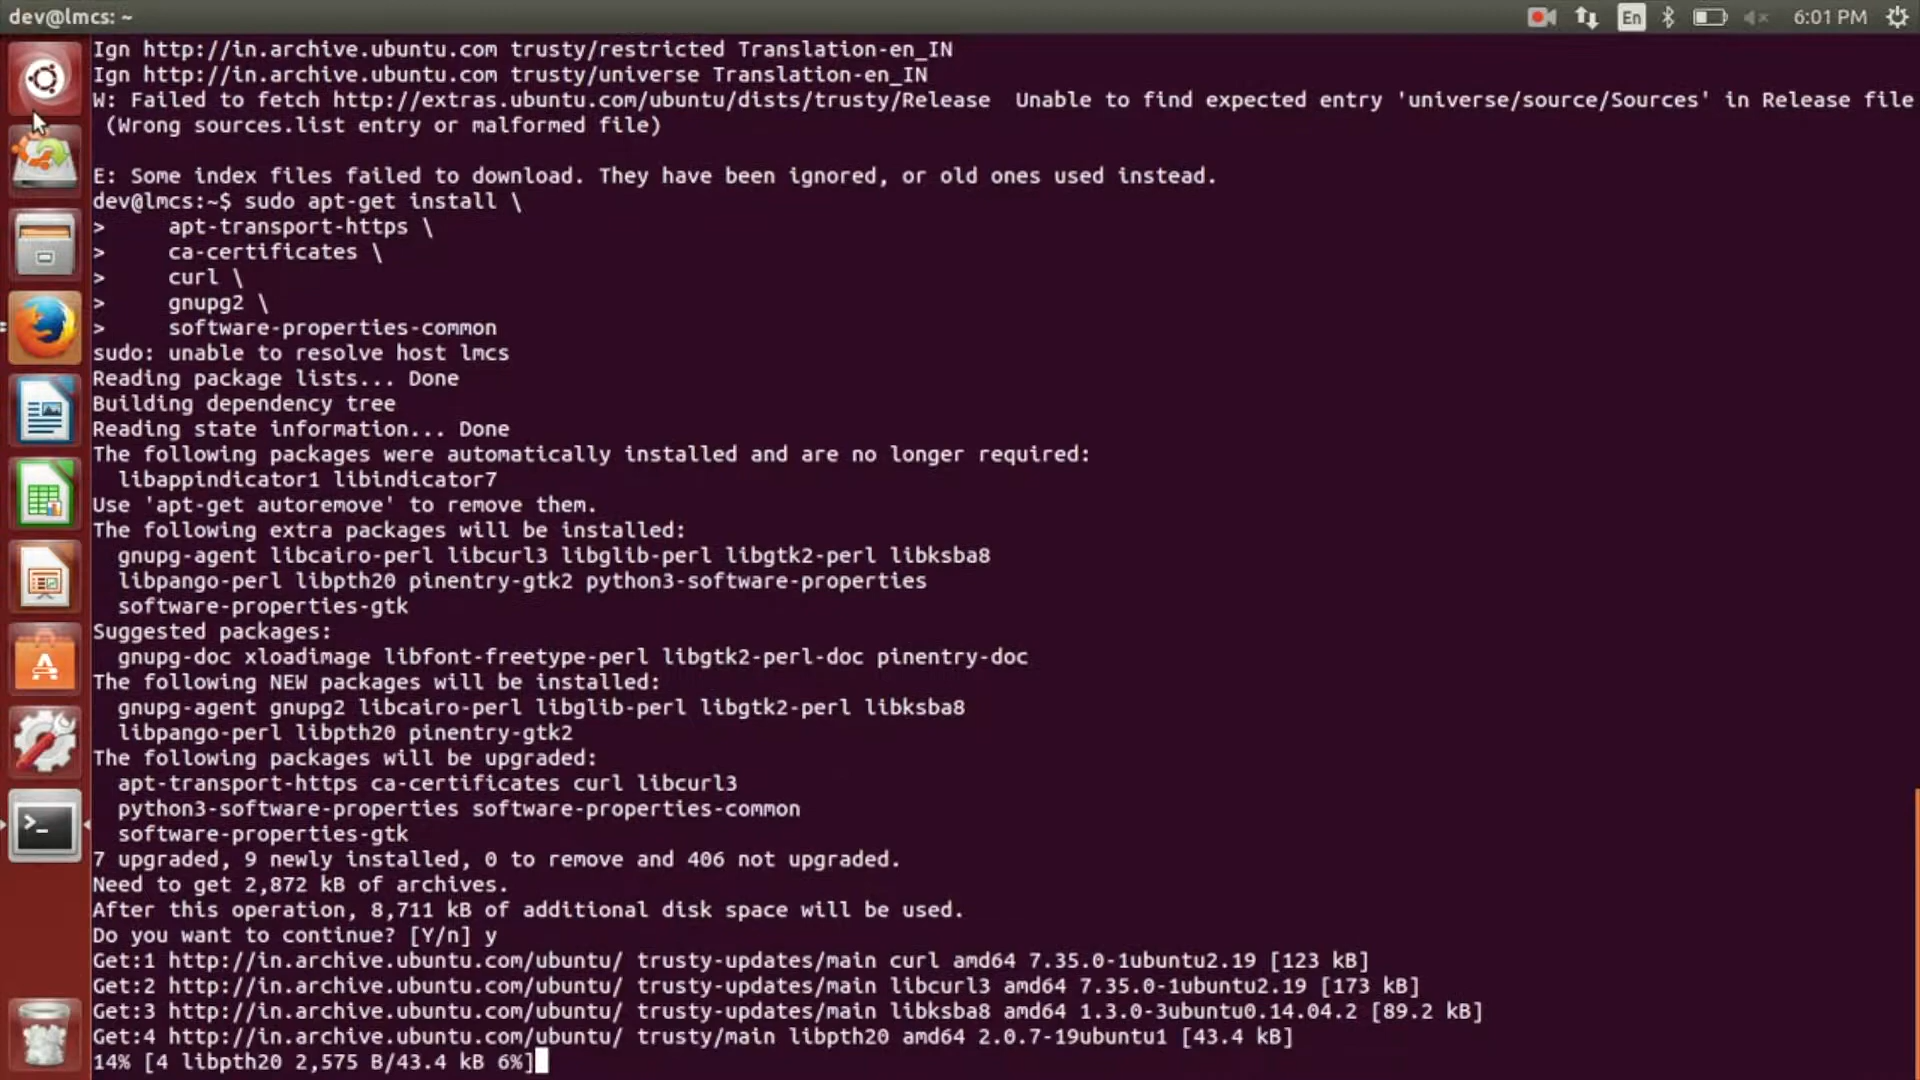 dev@lmcs: ~
En
6:01 PM
Ign http://in.archive.ubuntu.com trusty/restricted Translation-en_IN
Ign http://in.archive.ubuntu.com trusty/universe Translation-en_IN
W: Failed to fetch http://extras.ubuntu.com/ubuntu/dists/trusty/Release  Unable to find expected entry 'universe/source/Sources' in Release file
(Wrong sources.list entry or malformed file)
E: Some index files failed to download. They have been ignored, or old ones used instead.
dev@lmcs:~$ sudo apt-get install \
>     apt-transport-https \
>     ca-certificates \
>     curl \
>     gnupg2 \
>     software-properties-common
sudo: unable to resolve host lmcs
Reading package lists... Done
Building dependency tree
Reading state information... Done
The following packages were automatically installed and are no longer required:
  libappindicator1 libindicator7
Use 'apt-get autoremove' to remove them.
The following extra packages will be installed:
  gnupg-agent libcairo-perl libcurl3 libglib-perl libgtk2-perl libksba8
  libpango-perl libpth20 pinentry-gtk2 python3-software-properties
  software-properties-gtk
Suggested packages:
  gnupg-doc xloadimage libfont-freetype-perl libgtk2-perl-doc pinentry-doc
The following NEW packages will be installed:
  gnupg-agent gnupg2 libcairo-perl libglib-perl libgtk2-perl libksba8
  libpango-perl libpth20 pinentry-gtk2
The following packages will be upgraded:
  apt-transport-https ca-certificates curl libcurl3
  python3-software-properties software-properties-common
  software-properties-gtk
7 upgraded, 9 newly installed, 0 to remove and 406 not upgraded.
Need to get 2,872 kB of archives.
After this operation, 8,711 kB of additional disk space will be used.
Do you want to continue? [Y/n] y
Get:1 http://in.archive.ubuntu.com/ubuntu/ trusty-updates/main curl amd64 7.35.0-1ubuntu2.19 [123 kB]
Get:2 http://in.archive.ubuntu.com/ubuntu/ trusty-updates/main libcurl3 amd64 7.35.0-1ubuntu2.19 [173 kB]
Get:3 http://in.archive.ubuntu.com/ubuntu/ trusty-updates/main libksba8 amd64 1.3.0-3ubuntu0.14.04.2 [89.2 kB]
Get:4 http://in.archive.ubuntu.com/ubuntu/ trusty/main libpth20 amd64 2.0.7-19ubuntu1 [43.4 kB]
14% [4 libpth20 2,575 B/43.4 kB 6%]